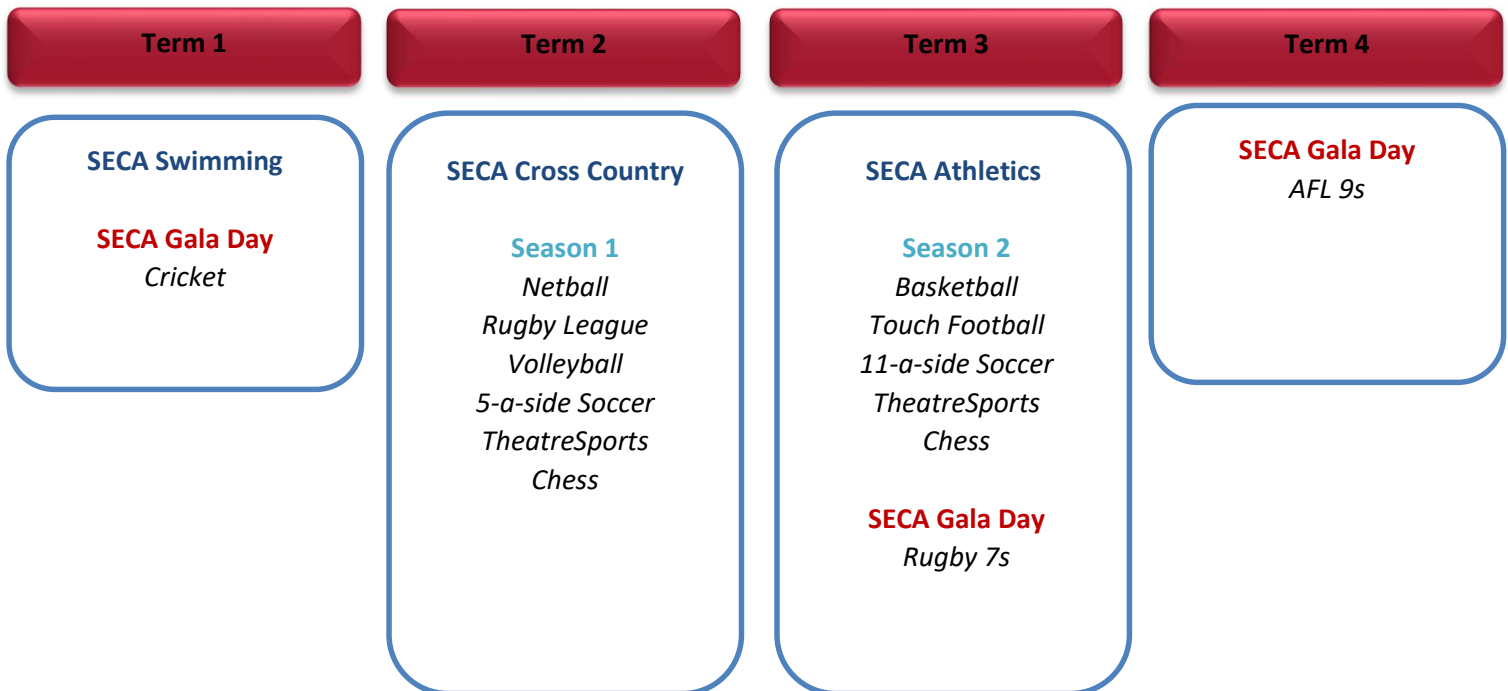 Term 1
SECA Swimming
SECA Gala Day
Cricket
Term 2
SECA Cross Country
Season 1
Netball
Rugby League
Volleyball
5-a-side Soccer
TheatreSports
Chess
Term 3
SECA Athletics
Season 2
Basketball
Touch Football
11-a-side Soccer
TheatreSports
Chess
SECA Gala Day
Rugby 7s
Term 4
SECA Gala Day
AFL 9s